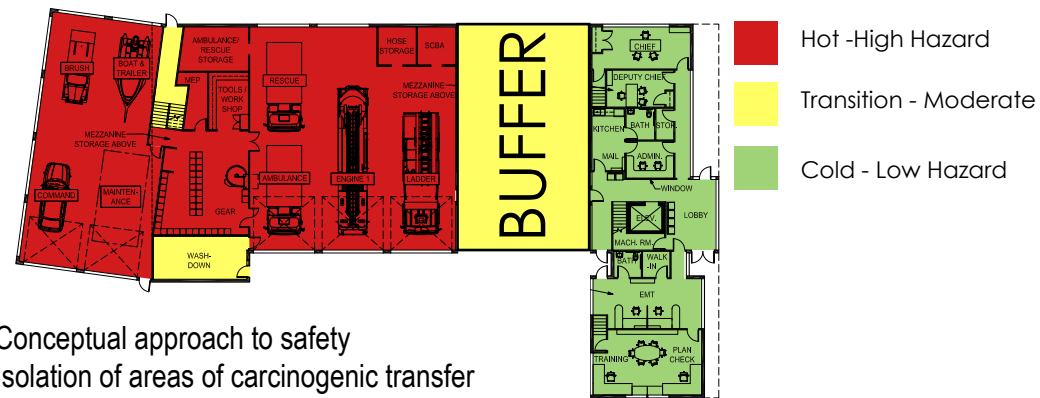 AMBULANCE/
RESCUE
STORAGE
HOSE
STORAGE
SCBA
BRUSH
BOAT &
TRAILER
MEP
TOOLS /
WORK
SHOP
RESCUE
MEZZANINE
STORAGE ABOVE
MEZZANINE
STORAGE ABOVE
COMMAND
MAINTEN-
ANCE
GEAR
AMBULANCE
ENGINE 1
LADDER
WASH-
DOWN
BUFFER
CHIEF
DEPUTY CHIEF
KITCHEN
BATH
STOR.
MAIL
ADMIN.
WINDOW
ELEV.
LOBBY
MACH. RM.
BATH
WALK
-IN
EMT
TRAINING
PLAN
CHECK
Hot -High Hazard
Transition - Moderate
Cold - Low Hazard
Conceptual approach to safety
solation of areas of carcinogenic transfer